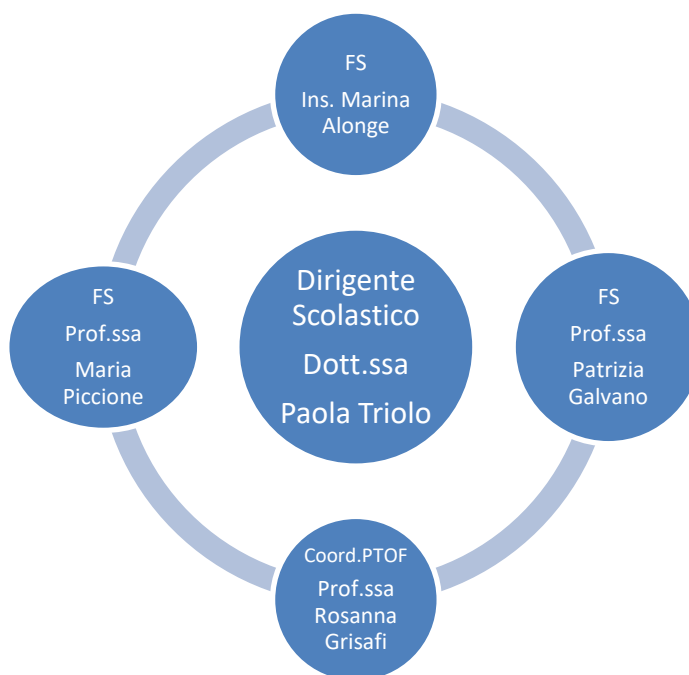 FS
Ins. Marina
Alonge
FS
Prof.ssa
Maria
Piccione
Dirigente
Scolastico
Dott.ssa
Paola Triolo
FS
Prof.ssa
Patrizia
Galvano
Coord.PTOF
Prof.ssa
Rosanna
Grisafi